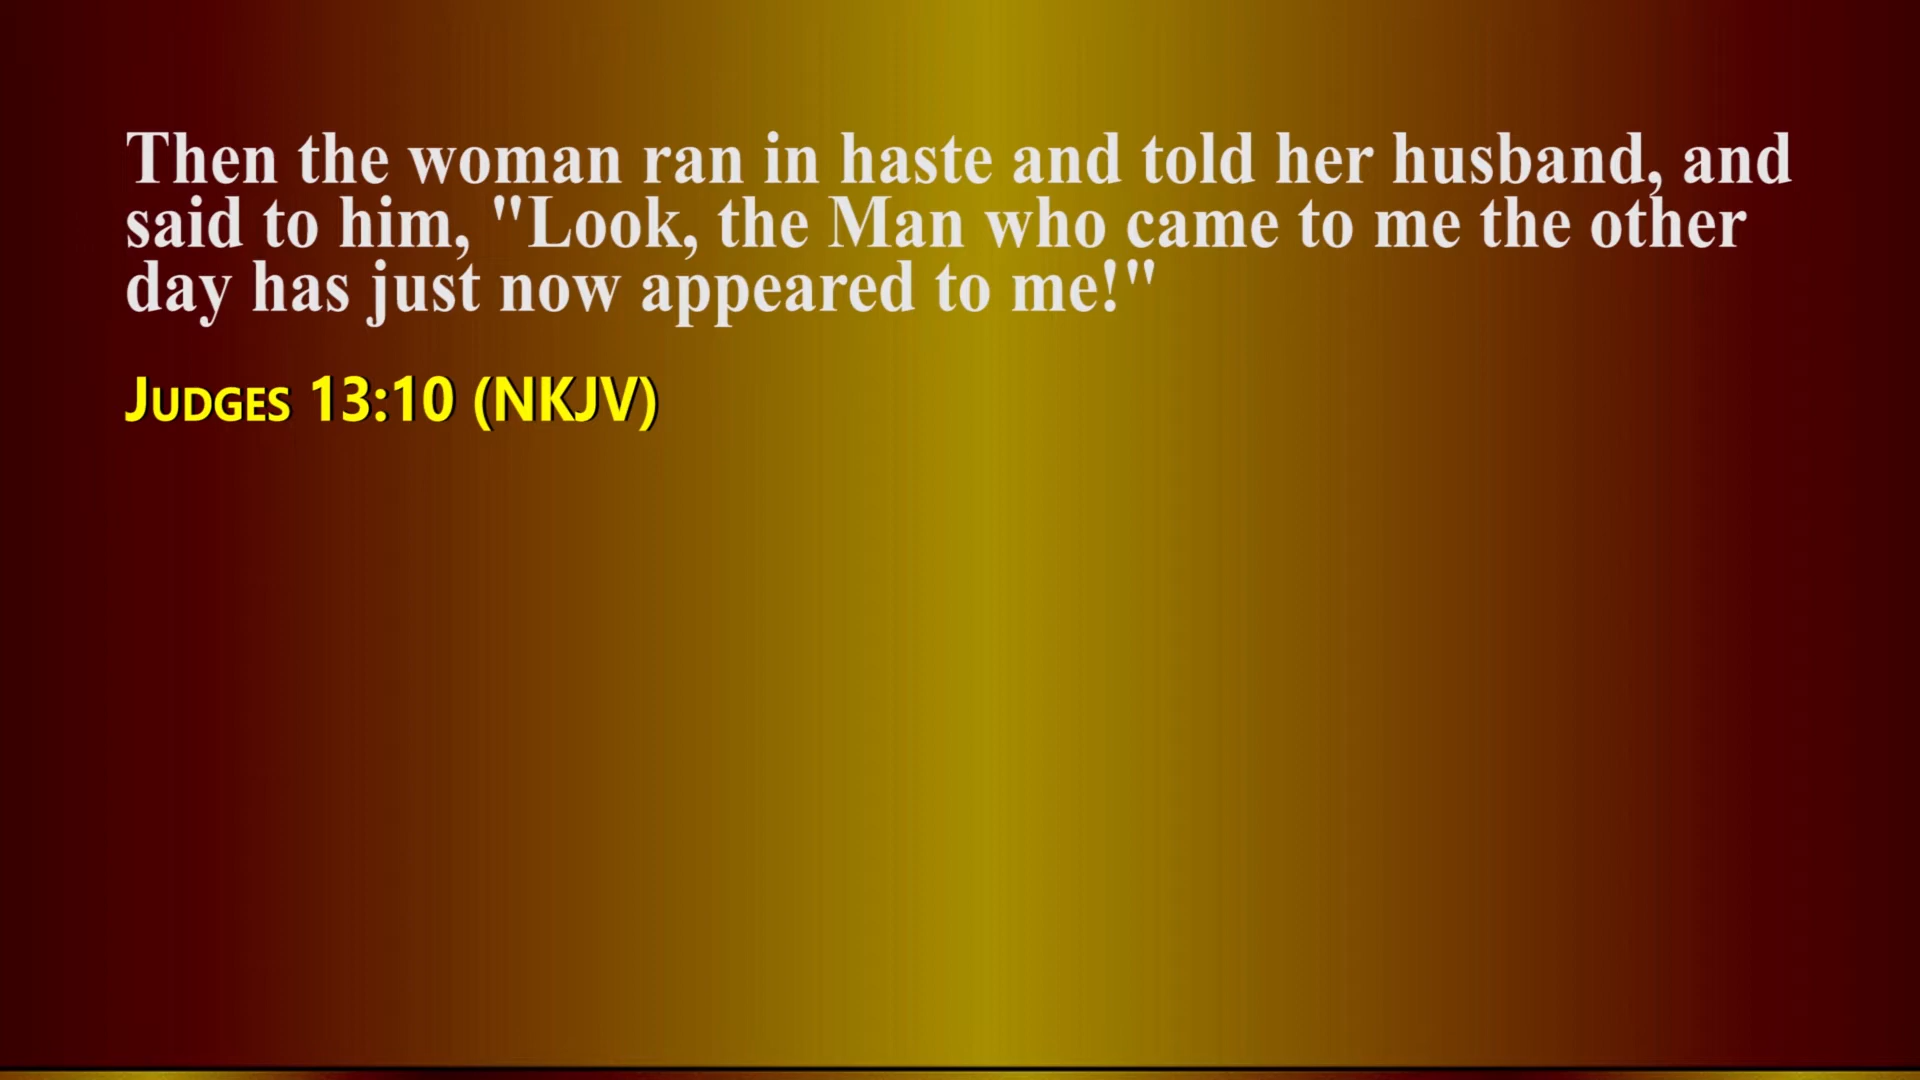 Then the woman ran in haste and told her husband, and
said to him, "Look, the Man who came to me the other
day has just now appeared to me!"
Judges 13:10 (NKJV)